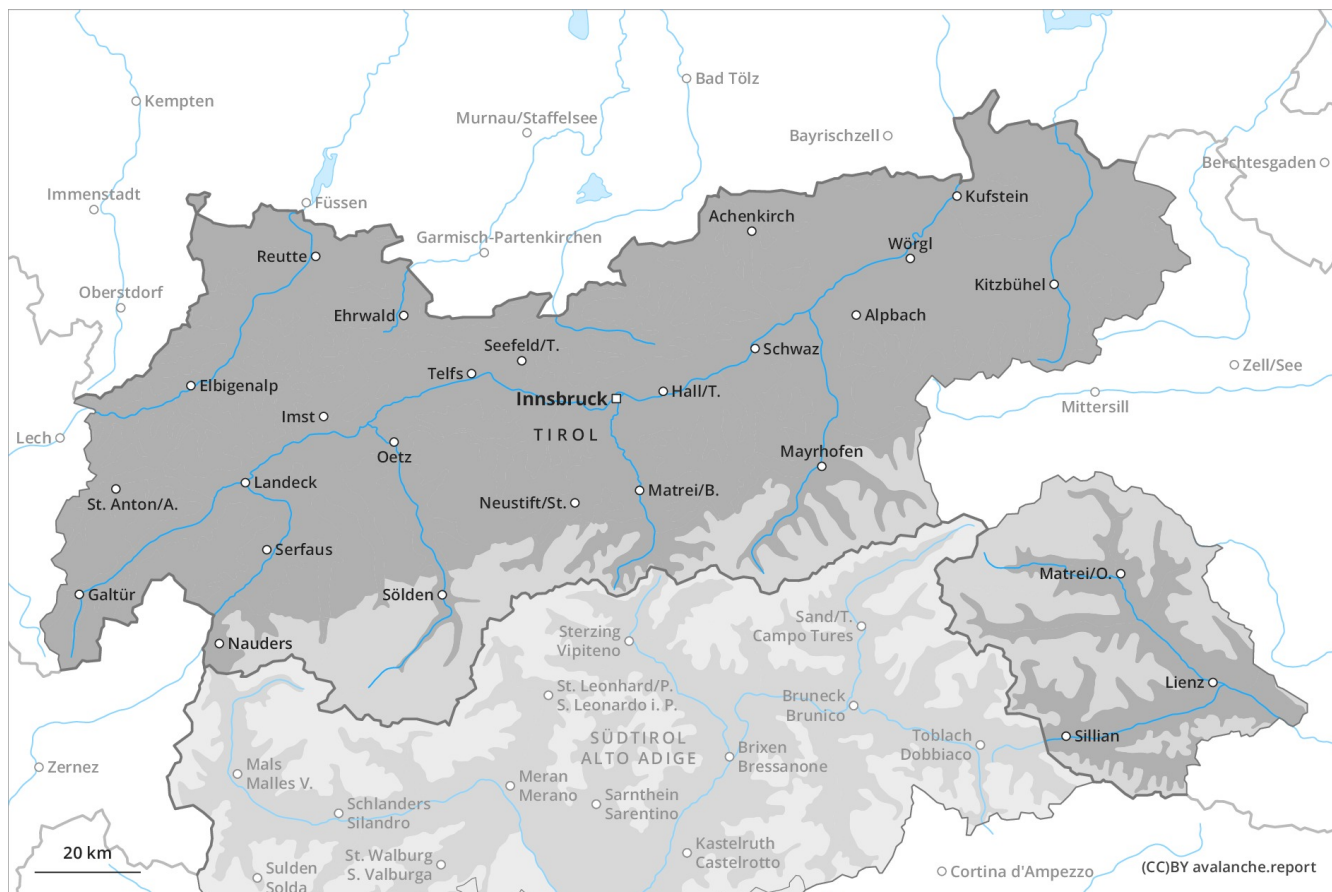 Bad Tölz
Kempten
Murnau/Staffelsee
Bayrischzell
Berchtesgaden
Immenstadt
Füssen
Kufstein
Achenkirch
Garmisch-Partenkirchen
Wörgl
Reutte
Kitzbühel
Oberstdorf
Ehrwald
Alpbach
Seefeld/T.
Schwaz
Zell/See
Telfs
Elbigenalp
Hall/T.
Innsbruck
Mittersill
Imst
TIROL
Lech
Oetz
Mayrhofen
Landeck
Matrei/B.
St. Anton/A.
Neustift/St.
Serfaus
Matrei/O.
Galtür
Sölden
Sand/T.
Campo Tures
Sterzing
Vipiteno
Nauders
Lienz
St. Leonhard/P.
S. Leonardo i. P.
Bruneck
Brunico
SÜDTIROL
ALTO ADIGE
Toblach
Dobbiaco
Sillian
Brixen
Bressanone
Zernez
Mals
Malles V.
Meran
Merano
Schlanders
Silandro
Sarnthein
Sarentino
20 km
Kastelruth
Castelrotto
St. Walburg
S. Valburga
Sulden
Solda
Cortina d'Ampezzo
(CC)BY avalanche.report